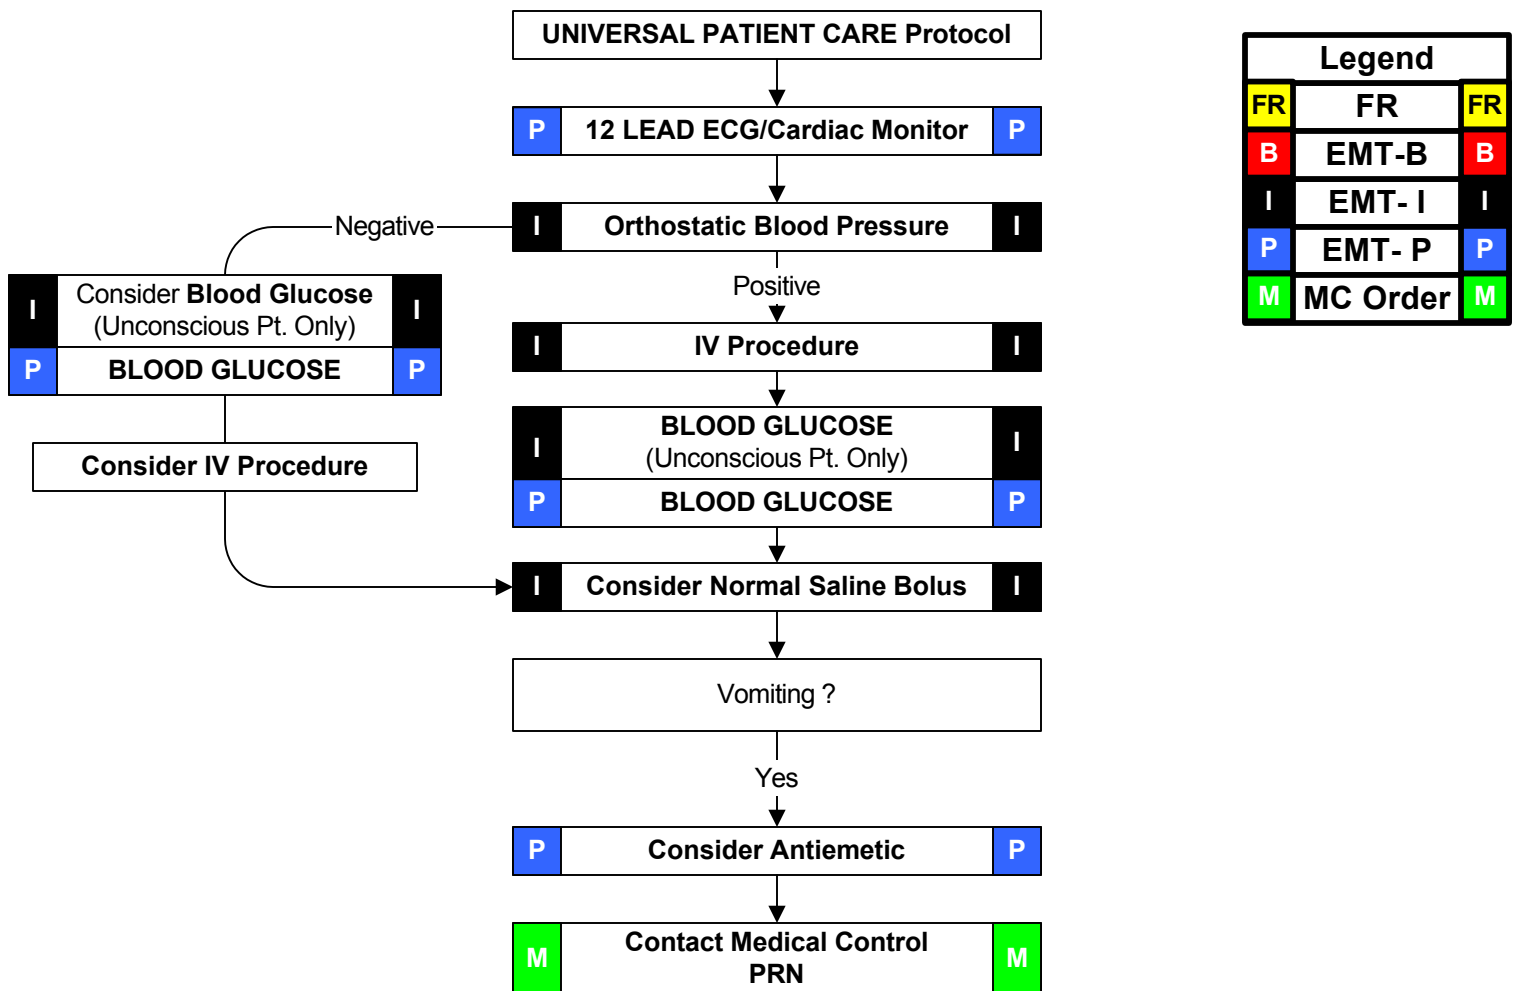 UNIVERSAL PATIENT CARE Protocol
P 12 LEAD ECG/Cardiac Monitor P
I Orthostatic Blood Pressure I
Negative
I Consider Blood Glucose I
(Unconscious Pt. Only)
P BLOOD GLUCOSE P
Consider IV Procedure
Positive
I IV Procedure I
I BLOOD GLUCOSE I
(Unconscious Pt. Only)
P BLOOD GLUCOSE P
I Consider Normal Saline Bolus I
Vomiting ?
Yes
P Consider Antiemetic P
M Contact Medical Control M
PRN
Legend
FR FR FR
B EMT-B B
I EMT- I I
P EMT- P P
M MC Order M